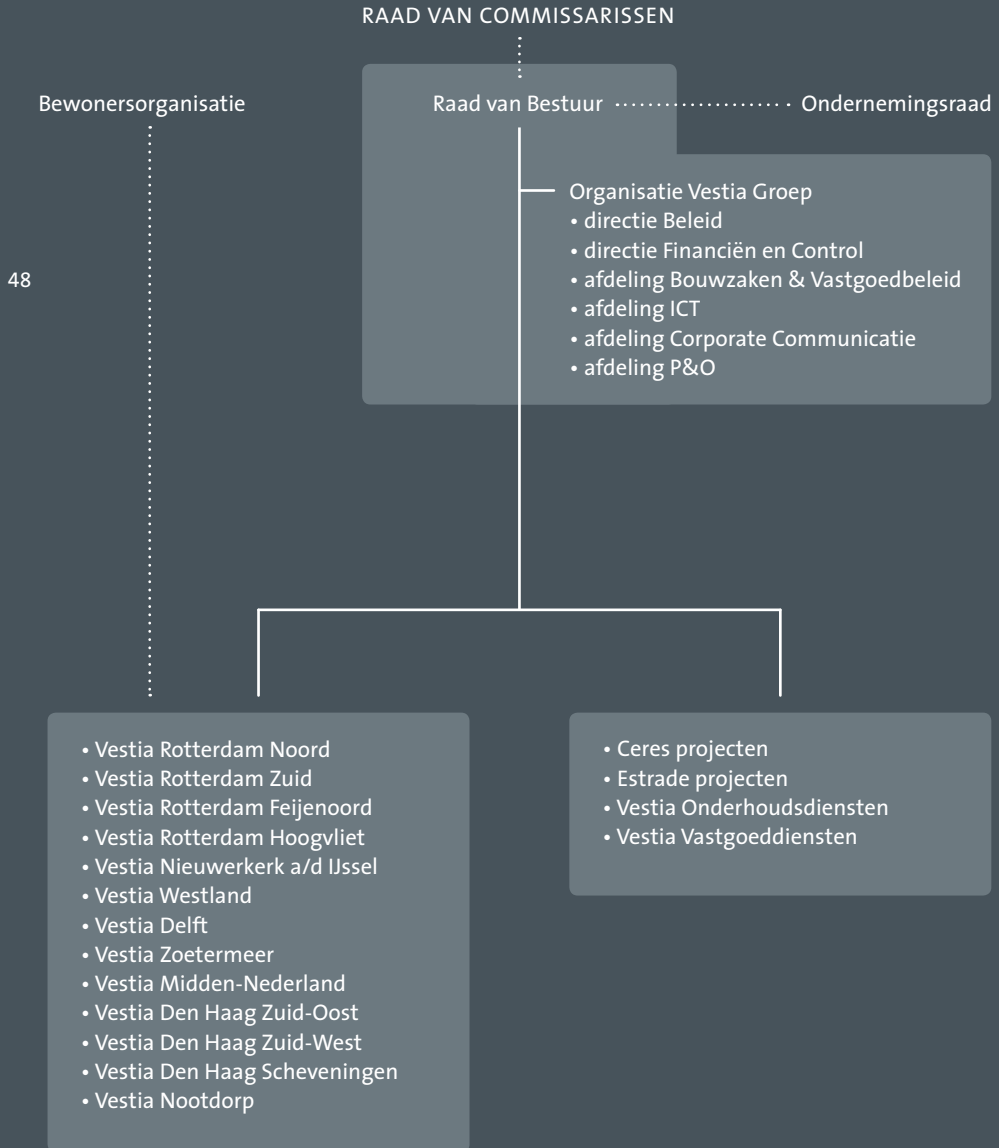 RAAD VAN COMMISSARISSEN
Bewonersorganisatie
Raad van Bestuur
Ondernemingsraad
Organisatie Vestia Groep
• directie Beleid
• directie Financiën en Control
• afdeling Bouwzaken & Vastgoedbeleid
• afdeling ICT
• afdeling Corporate Communicatie
• afdeling P&O
48
• Vestia Rotterdam Noord
• Vestia Rotterdam Zuid
• Vestia Rotterdam Feijenoord
• Vestia Rotterdam Hoogvliet
• Vestia Nieuwerkerk a/d IJssel
• Vestia Westland
• Vestia Delft
• Vestia Zoetermeer
• Vestia Midden-Nederland
• Vestia Den Haag Zuid-Oost
• Vestia Den Haag Zuid-West
• Vestia Den Haag Scheveningen
• Vestia Nootdorp
• Ceres projecten
• Estrade projecten
• Vestia Onderhoudsdiensten
• Vestia Vastgoeddiensten